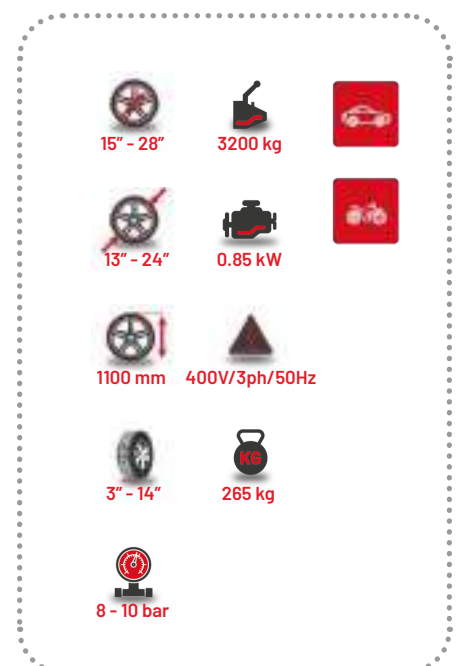 15” - 28”
3200 kg
13” - 24”
0.85 kW
1100 mm
400V/3ph/50Hz
3” - 14”
KG
265 kg
8 - 10 bar